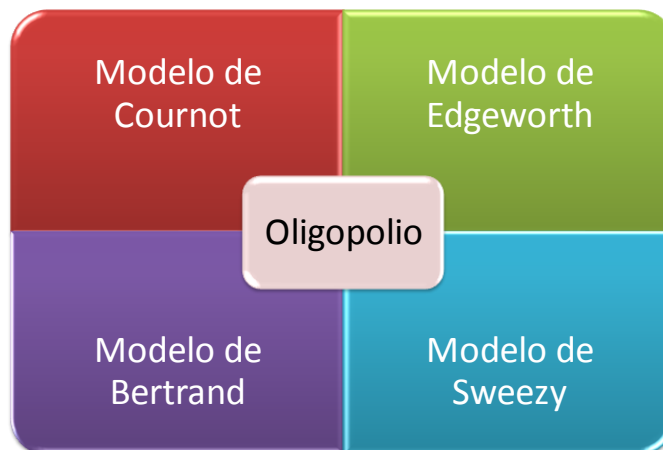 Modelo de
Cournot
Modelo de
Edgeworth
Oligopolio
Modelo de
Bertrand
Modelo de
Sweezy